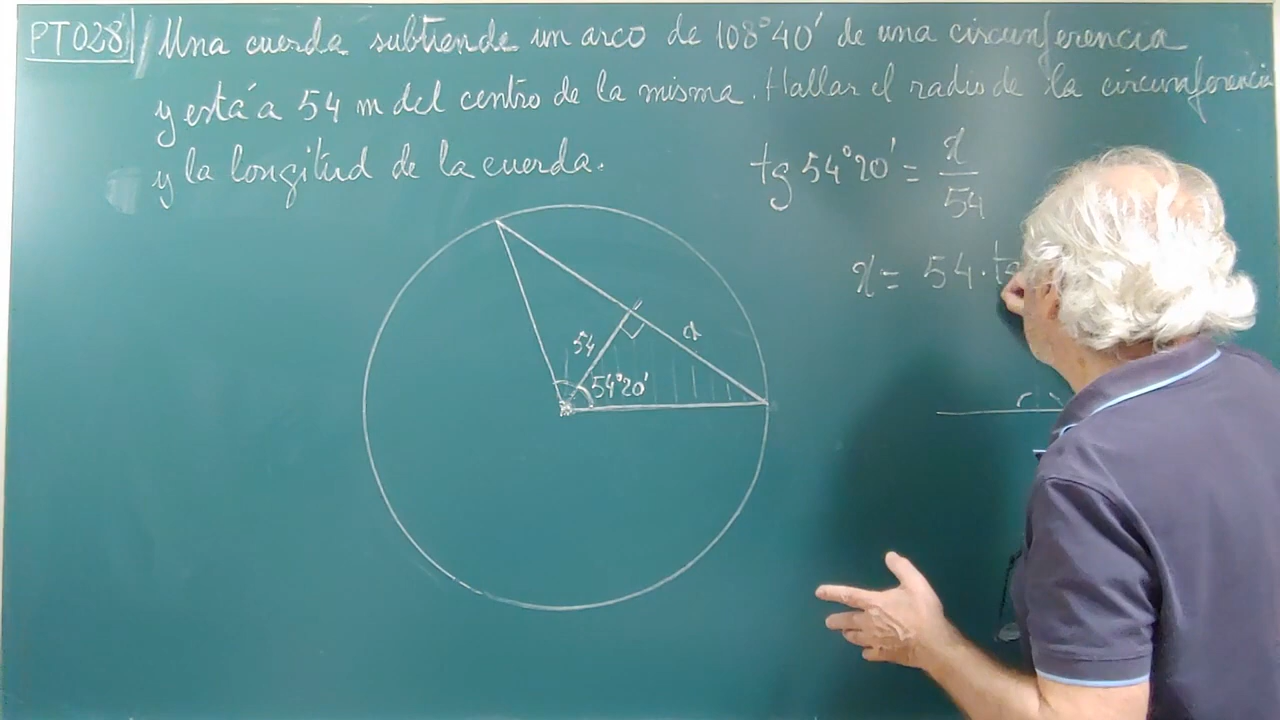 PT028 Una cuerda subtiende un arco de 108°40' de una circunferencia
y está a 54 m del centro de la misma. Hallar el radio de la circunferencia
y la longitud de la cuerda.
tg 54°20' = x/54
x = 54 · tg
54
x
54°20'
r